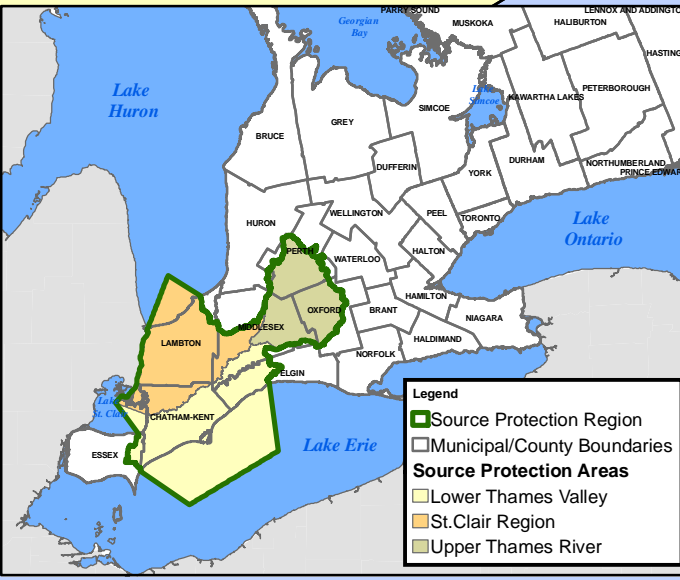 PARRY SOUND
LENNOX AND ADDINGTO
Georgian
Bay
MUSKOKA
HALIBURTON
HASTING
Lake
Huron
Lake
Simcoe
KAWARTHA LAKES
PETERBOROUGH
SIMCOE
GREY
BRUCE
DUFFERIN
YORK
DURHAM
NORTHUMBERLAND
PRINCE EDWAR
HURON
WELLINGTON
PEEL
TORONTO
Lake
Ontario
PERTH
WATERLOO
HALTON
HAMILTON
OXFORD
BRANT
NIAGARA
MIDDLESEX
LAMBTON
HALDIMAND
NORFOLK
ELGIN
Lake
St. Clair
CHATHAM-KENT
ESSEX
Lake Erie
Legend
Source Protection Region
Municipal/County Boundaries
Source Protection Areas
Lower Thames Valley
St.Clair Region
Upper Thames River